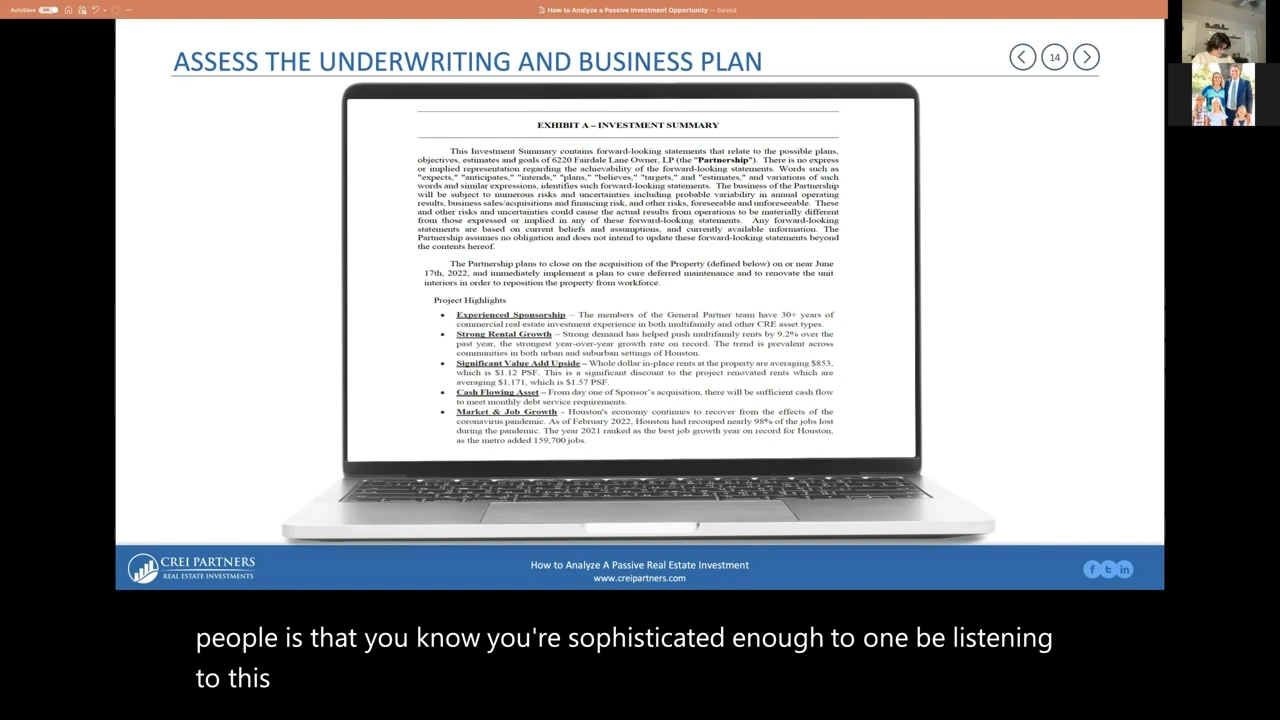 AutoSave ON
How to Analyze a Passive Investment Opportunity — Saved
ASSESS THE UNDERWRITING AND BUSINESS PLAN
14
EXHIBIT A – INVESTMENT SUMMARY
This Investment Summary contains forward-looking statements that relate to the possible plans,
objectives, estimates and goals of 6220 Fairdale Lane Owner, LP (the "Partnership"). There is no express
or implied representation regarding the achievability of the forward-looking statements. Words such as
"expects," "anticipates," "intends," "plans," "believes," "targets," and "estimates," and variations of such
words and similar expressions, identifies such forward-looking statements. The business of the Partnership
will be subject to numerous risks and uncertainties including probable variability in annual operating
results, business sales/acquisitions and financing risk, and other risks, foreseeable and unforeseeable. These
and other risks and uncertainties could cause the actual results from operations to be materially different
from those expressed or implied in any of these forward-looking statements. Any forward-looking
statements are based on current beliefs and assumptions, and currently available information. The
Partnership assumes no obligation and does not intend to update these forward-looking statements beyond
the contents hereof.
The Partnership plans to close on the acquisition of the Property (defined below) on or near June
17th, 2022, and immediately implement a plan to cure deferred maintenance and to renovate the unit
interiors in order to reposition the property from workforce.
Project Highlights
• Experienced Sponsorship – The members of the General Partner team have 30+ years of
commercial real estate investment experience in both multifamily and other CRE asset types.
• Strong Rental Growth – Strong demand has helped push multifamily rents by 9.2% over the
past year, the strongest year-over-year growth rate on record. The trend is prevalent across
communities in both urban and suburban settings of Houston.
• Significant Value Add Upside – Whole dollar in-place rents at the property are averaging $853,
which is $1.12 PSF. This is a significant discount to the project renovated rents which are
averaging $1,171, which is $1.57 PSF.
• Cash Flowing Asset – From day one of Sponsor's acquisition, there will be sufficient cash flow
to meet monthly debt service requirements.
• Market & Job Growth - Houston's economy continues to recover from the effects of the
coronavirus pandemic. As of February 2022, Houston had recouped nearly 98% of the jobs lost
during the pandemic. The year 2021 ranked as the best job growth year on record for Houston,
as the metro added 159,700 jobs.
CREI PARTNERS
REAL ESTATE INVESTMENTS
How to Analyze A Passive Real Estate Investment
www.creipartners.com
f t in
people is that you know you're sophisticated enough to one be listening
to this